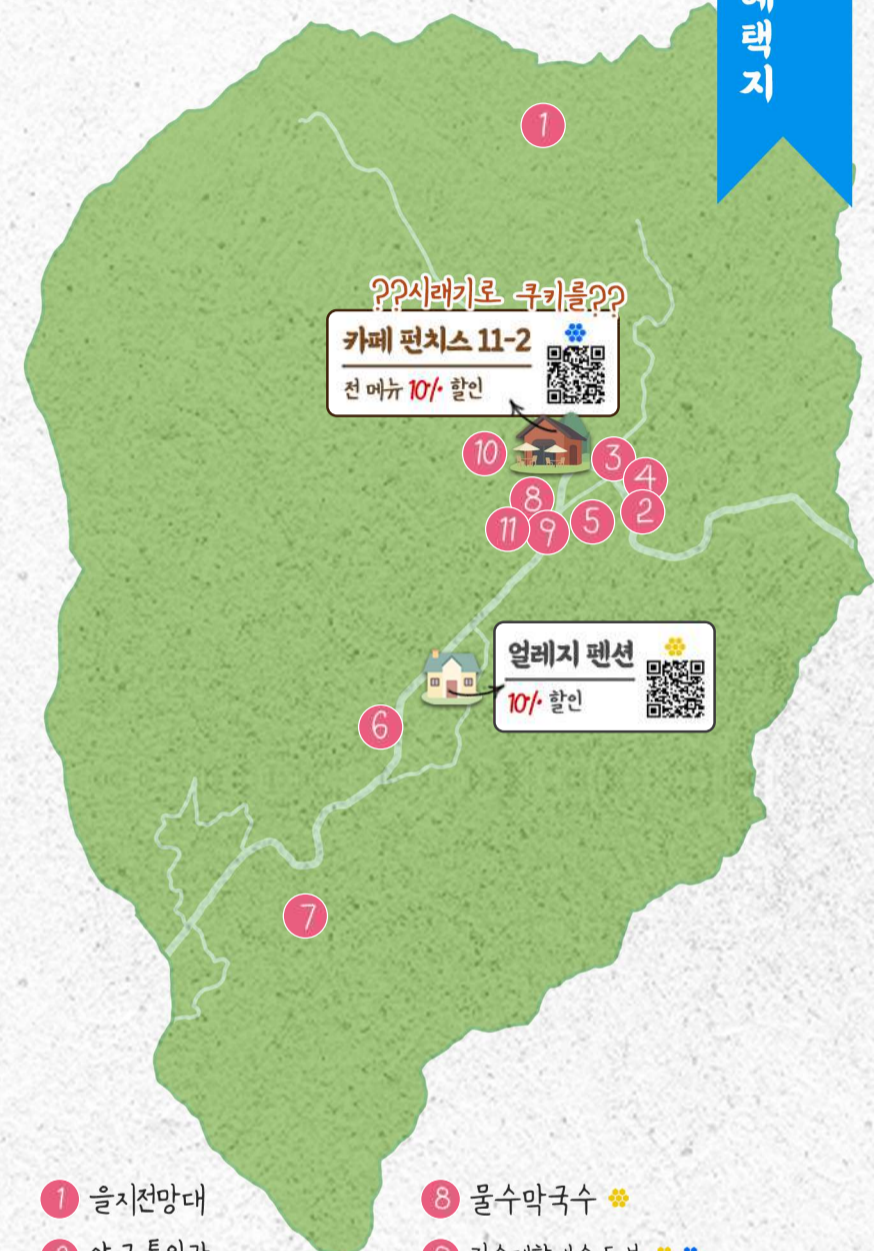 택
지
1
??시래기로 쿠키를??
카페 펀치스 11-2
전 메뉴 10% 할인
10
3
4
8
2
11
9
5
얼레지 펜션
10% 할인
6
7
1 을지전망대
8 물수막국수